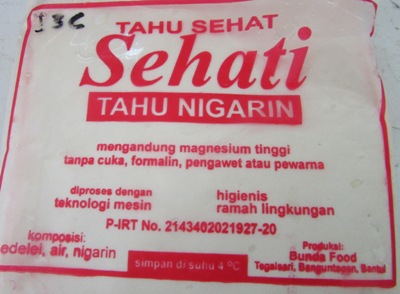 I3C
TAHU SEHAT
Sehati
TAHU NIGARIN
mengandung magnesium tinggi
tanpa cuka, formalin, pengawet atau pewarna
diproses dengan
teknologi mesin
higienis
ramah lingkungan
P-IRT No. 2143402021927-20
komposisi:
edelei, air, nigarin
simpan di suhu 4 ºC
Produksi:
Bunda Food
Tegalsari, Banguntapan, Bantul